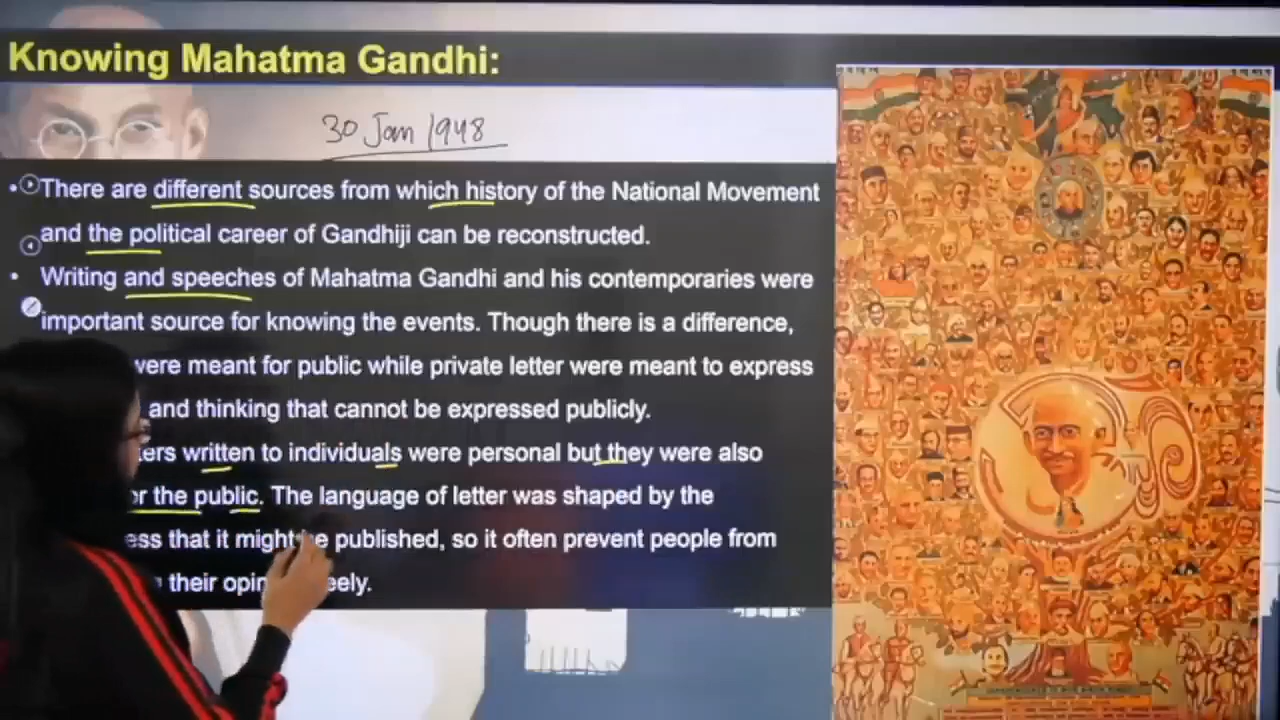 Knowing Mahatma Gandhi:
30 Jan 1948
• There are different sources from which history of the National Movement
and the political career of Gandhiji can be reconstructed.
• Writing and speeches of Mahatma Gandhi and his contemporaries were
important source for knowing the events. Though there is a difference,
were meant for public while private letter were meant to express
and thinking that cannot be expressed publicly.
written to individuals were personal but they were also
the public. The language of letter was shaped by the
that it might be published, so it often prevent people from
their